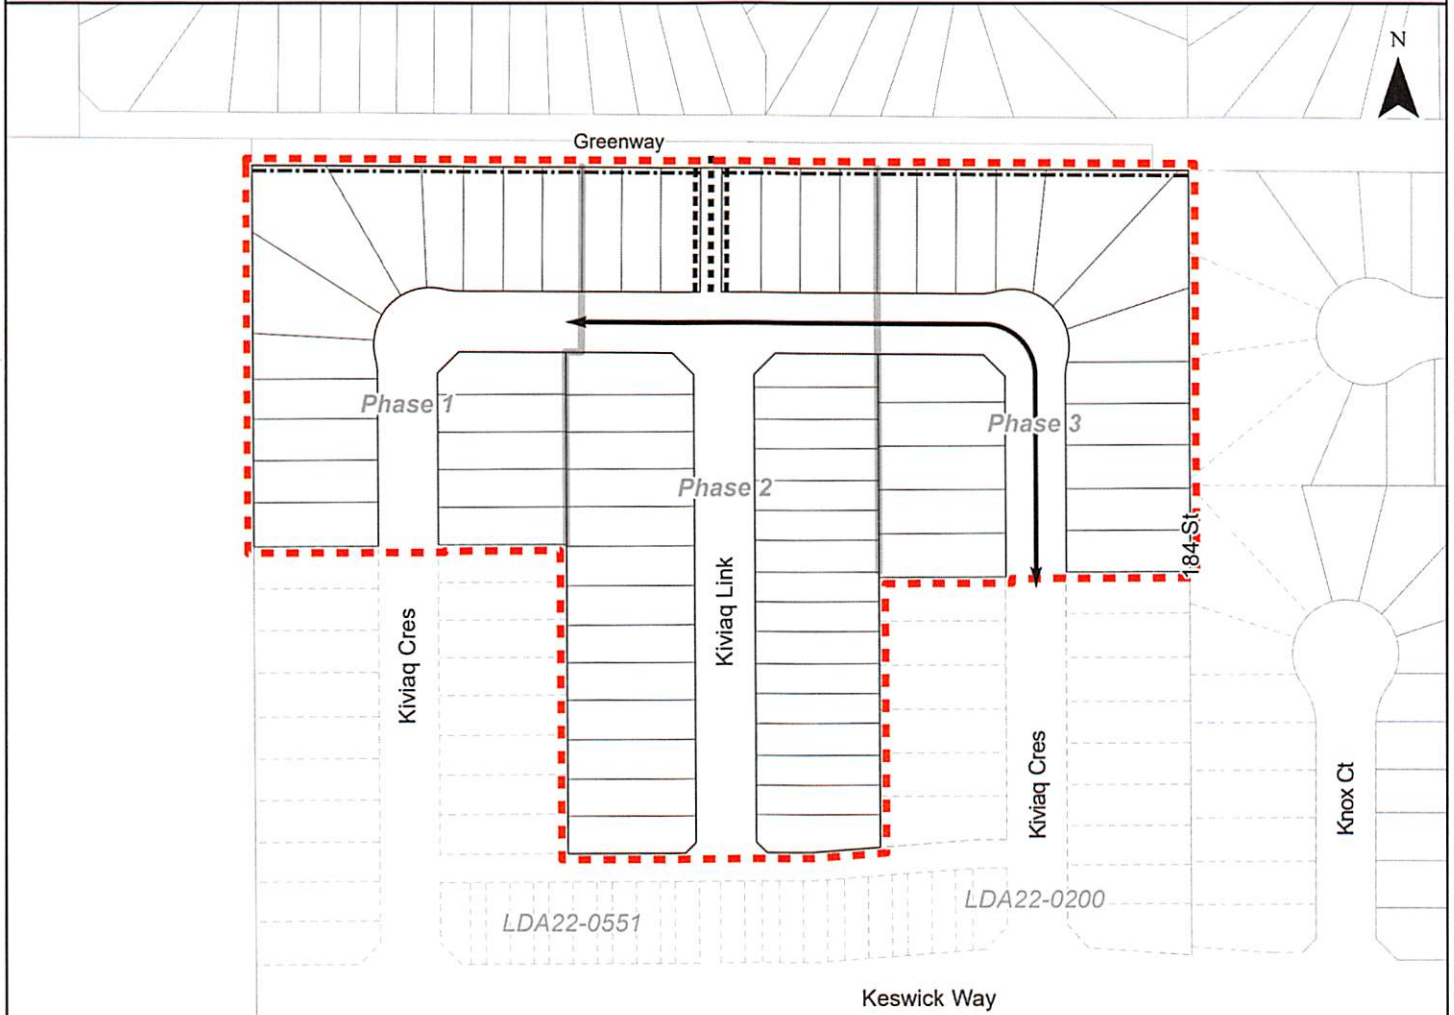 N
Greenway
Phase 1
Phase 3
Phase 2
184 St
Kiviaq Link
Kiviaq Cres
Kiviaq Cres
Knox Ct
LDA22-0200
LDA22-0551
Keswick Way